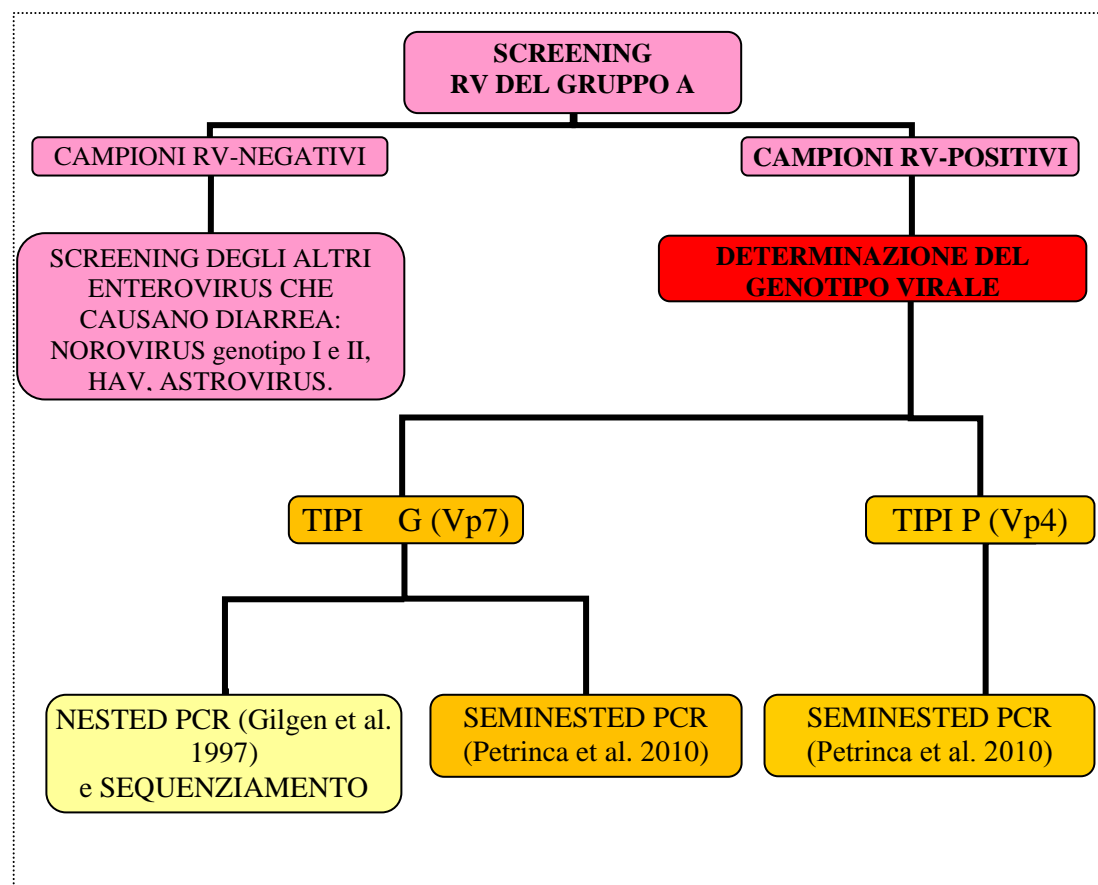 SCREENING
RV DEL GRUPPO A
CAMPIONI RV-NEGATIVI
CAMPIONI RV-POSITIVI
SCREENING DEGLI ALTRI
ENTEROVIRUS CHE
CAUSANO DIARREA:
NOROVIRUS genotipo I e II,
HAV, ASTROVIRUS.
DETERMINAZIONE DEL
GENOTIPO VIRALE
TIPI G (Vp7)
TIPI P (Vp4)
NESTED PCR (Gilgen et al.
1997)
e SEQUENZIAMENTO
SEMINESTED PCR
(Petrinca et al. 2010)
SEMINESTED PCR
(Petrinca et al. 2010)